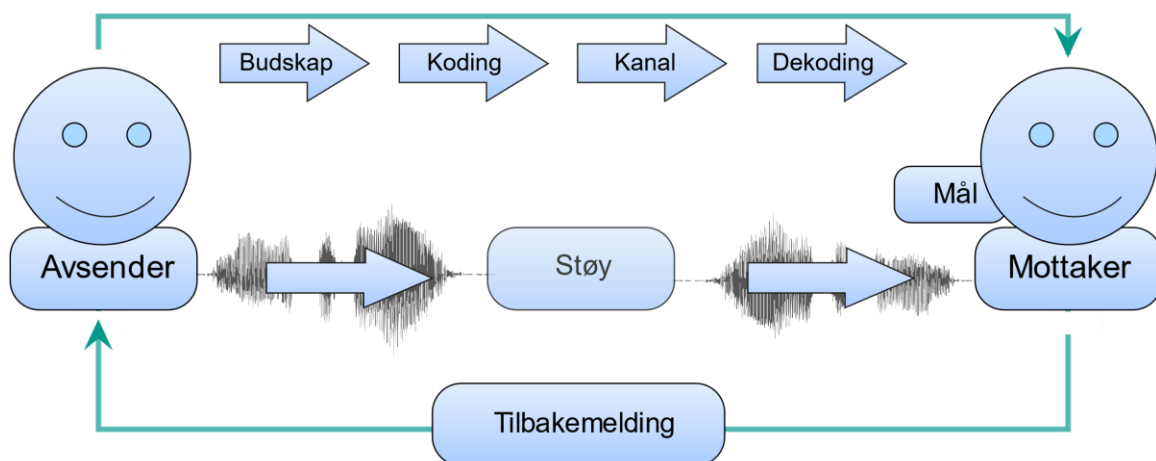 Budskap
Koding
Kanal
Dekoding
Mål
Avsender
Støy
Mottaker
Tilbakemelding